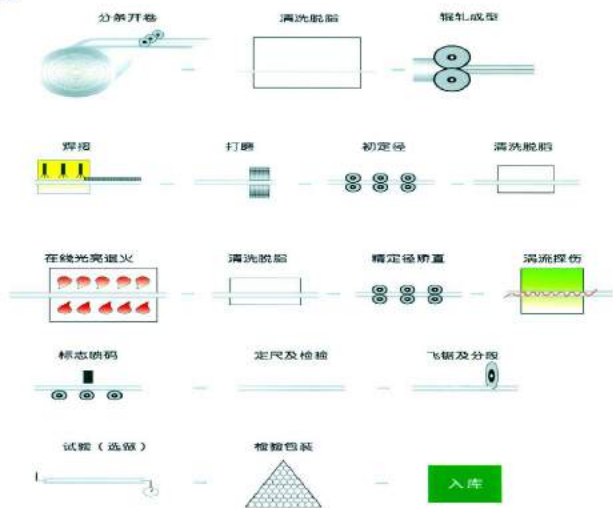 分条开卷
清洗脱脂
辊轧成型
焊接
打磨
初定径
清洗脱脂
在线光亮退火
清洗脱脂
精定径矫直
涡流探伤
标志喷码
定尺及检验
飞锯及分段
试验（选做）
检验包装
入库